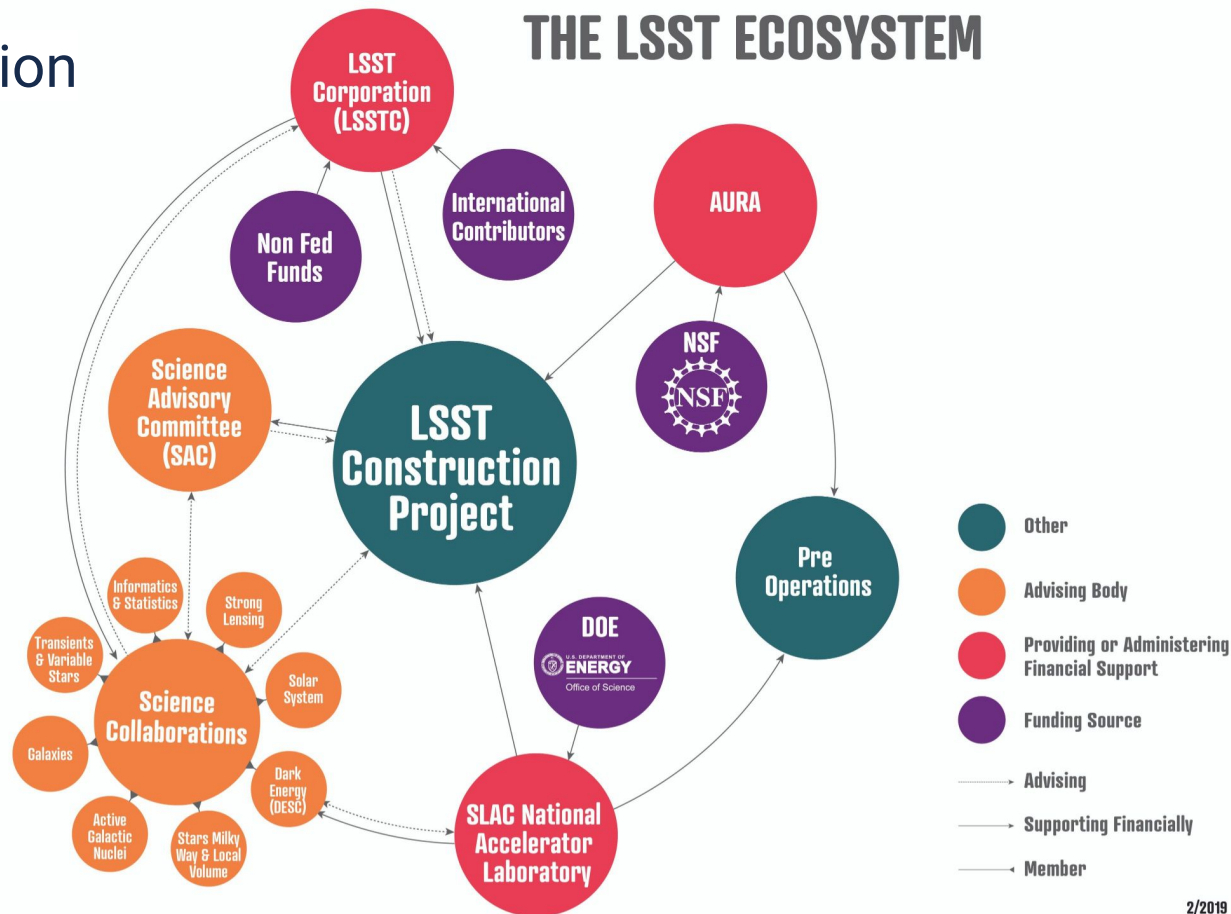 ion
THE LSST ECOSYSTEM
LSST
Corporation
(LSSTC)
International
Contributors
Non Fed
Funds
AURA
NSF
NSF
Science
Advisory
Committee
(SAC)
LSST
Construction
Project
Pre
Operations
Informatics
& Statistics
Strong
Lensing
Transients
& Variable
Stars
Solar
System
Science
Collaborations
Galaxies
Dark
Energy
(DESC)
Active
Galactic
Nuclei
Stars Milky
Way & Local
Volume
DOE
U.S. DEPARTMENT OF
ENERGY
Office of Science
SLAC National
Accelerator
Laboratory
Other
Advising Body
Providing or Administering
Financial Support
Funding Source
Advising
Supporting Financially
Member
2/2019